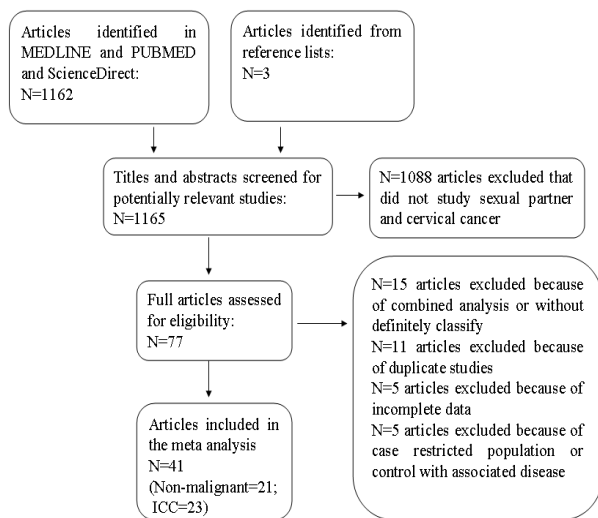 Articles identified in
MEDLINE and PUBMED
and ScienceDirect:
N=1162
Articles identified from
reference lists:
N=3
Titles and abstracts screened for
potentially relevant studies:
N=1165
N=1088 articles excluded that
did not study sexual partner
and cervical cancer
Full articles assessed
for eligibility:
N=77
N=15 articles excluded because
of combined analysis or without
definitely classify
N=11 articles excluded because
of duplicate studies
N=5 articles excluded because of
incomplete data
N=5 articles excluded because of
case restricted population or
control with associated disease
Articles included in
the meta analysis
N=41
(Non-malignant=21;
ICC=23)